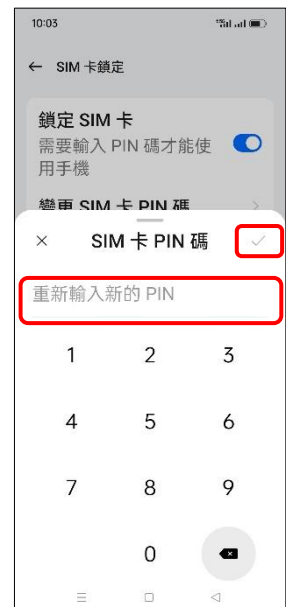 10:03
← SIM 卡鎖定
鎖定 SIM 卡
需要輸入 PIN 碼才能使
用手機
變更 SIM 卡 PIN 碼
× SIM 卡 PIN 碼 ✓
重新輸入新的 PIN
1 2 3
4 5 6
7 8 9
0